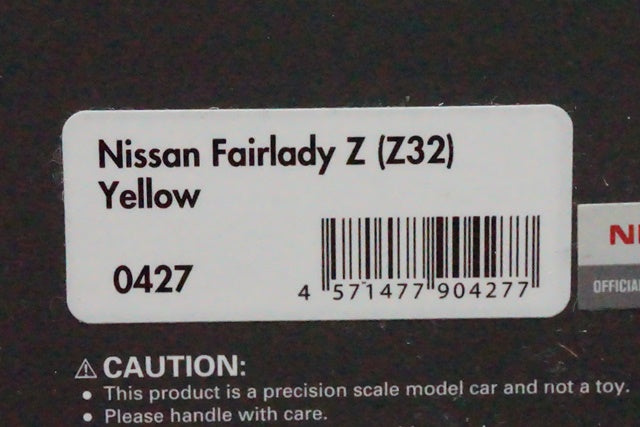 Nissan Fairlady Z (Z32)
Yellow
0427
4 571477 904277
OFFICIAL
⚠ CAUTION:
• This product is a precision scale model car and not a toy.
• Please handle with care.